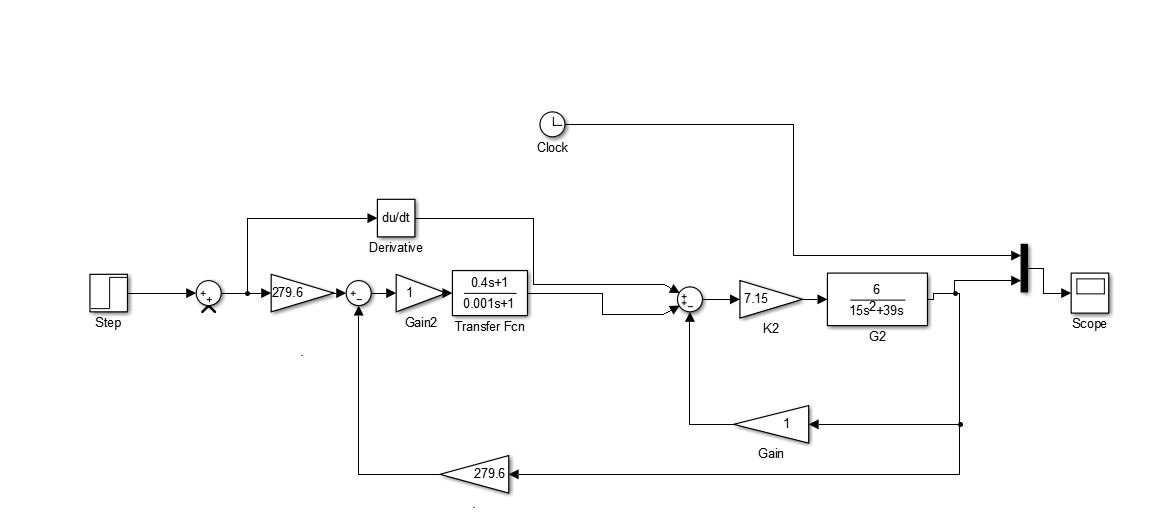 Clock
du/dt
Derivative
Step
279.6
1
Gain2
0.4s+1
0.001s+1
Transfer Fcn
7.15
K2
6
15s²+39s
G2
Scope
1
Gain
279.6